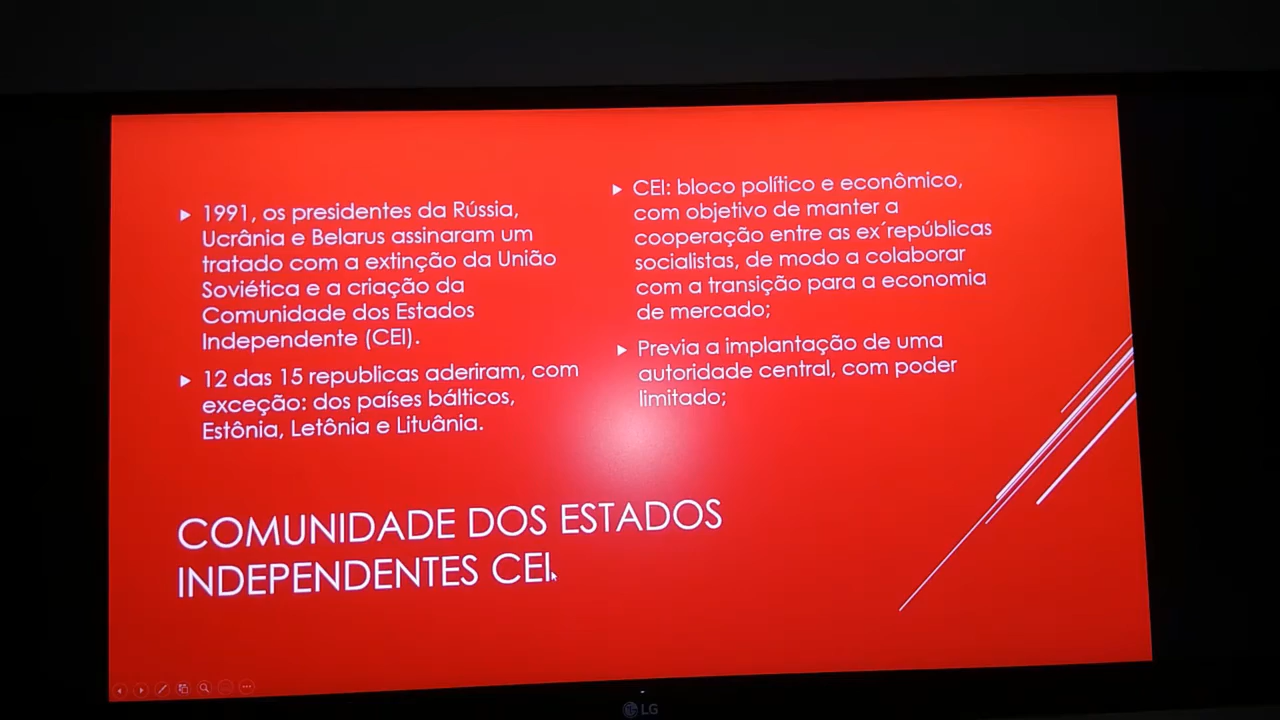 1991, os presidentes da Rússia,
Ucrânia e Belarus assinaram um
tratado com a extinção da União
Soviética e a criação da
Comunidade dos Estados
Independente (CEI).
12 das 15 republicas aderiram, com
exceção: dos países bálticos,
Estônia, Letônia e Lituânia.
CEI: bloco político e econômico,
com objetivo de manter a
cooperação entre as ex´repúblicas
socialistas, de modo a colaborar
com a transição para a economia
de mercado;
Previa a implantação de uma
autoridade central, com poder
limitado;
COMUNIDADE DOS ESTADOS
INDEPENDENTES CEI
LG